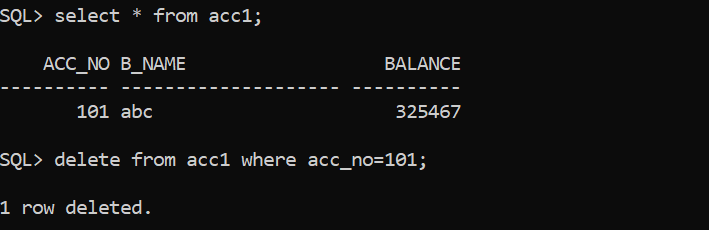 SQL> select * from acc1;
    ACC_NO B_NAME                  BALANCE
---------- -------------------- ----------
       101 abc                      325467
SQL> delete from acc1 where acc_no=101;
1 row deleted.